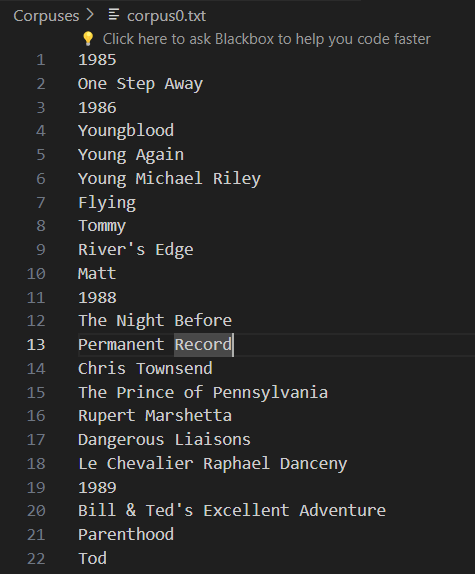 Corpuses > corpus0.txt
Click here to ask Blackbox to help you code faster
1 1985
2 One Step Away
3 1986
4 Youngblood
5 Young Again
6 Young Michael Riley
7 Flying
8 Tommy
9 River's Edge
10 Matt
11 1988
12 The Night Before
13 Permanent Record
14 Chris Townsend
15 The Prince of Pennsylvania
16 Rupert Marshetta
17 Dangerous Liaisons
18 Le Chevalier Raphael Danceny
19 1989
20 Bill & Ted's Excellent Adventure
21 Parenthood
22 Tod